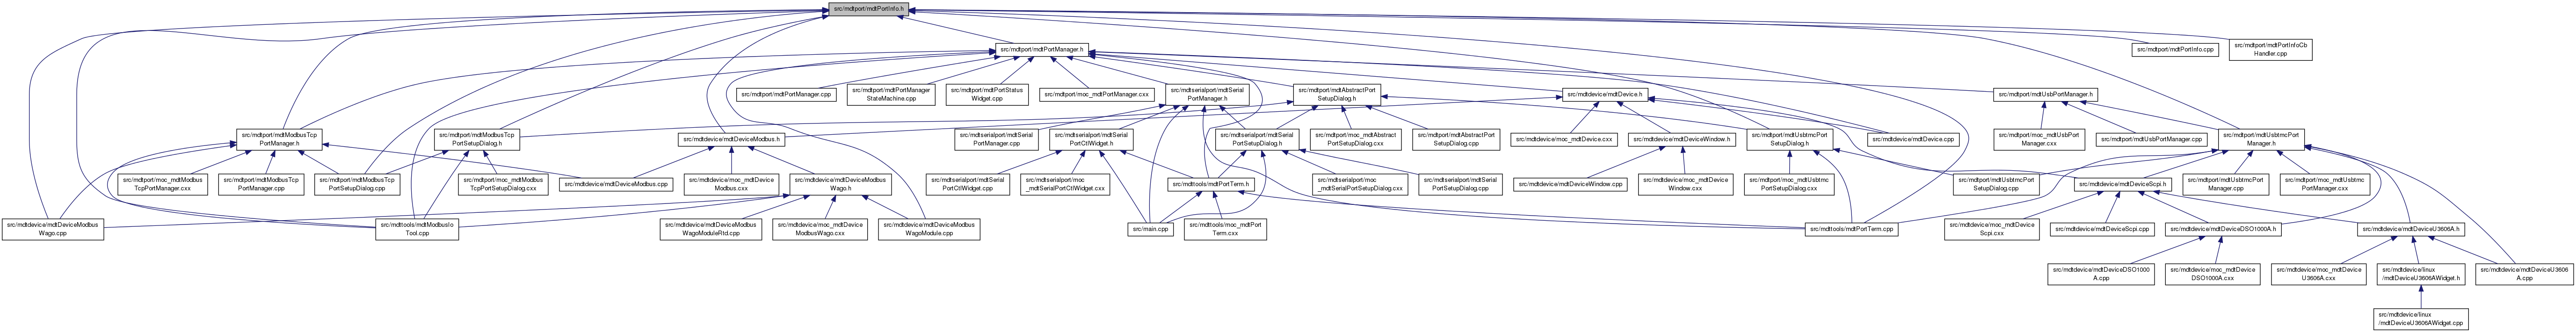 src/mdtport/mdtPortInfo.h
src/mdtport/mdtPortManager.h
src/mdtport/mdtPortInfo.cpp
src/mdtport/mdtPortInfoCb
Handler.cpp
src/mdtport/mdtPortManager.cpp
src/mdtport/mdtPortManager
StateMachine.cpp
src/mdtport/mdtPortStatus
Widget.cpp
src/mdtport/moc_mdtPortManager.cxx
src/mdtserialport/mdtSerial
PortManager.h
src/mdtport/mdtAbstractPort
SetupDialog.h
src/mdtdevice/mdtDevice.h
src/mdtport/mdtUsbPortManager.h
src/mdtport/mdtModbusTcp
PortManager.h
src/mdtport/mdtModbusTcp
PortSetupDialog.h
src/mdtdevice/mdtDeviceModbus.h
src/mdtserialport/mdtSerial
PortManager.cpp
src/mdtserialport/mdtSerial
PortCtlWidget.h
src/mdtserialport/mdtSerial
PortSetupDialog.h
src/mdtport/moc_mdtAbstract
PortSetupDialog.cxx
src/mdtport/mdtAbstractPort
SetupDialog.cpp
src/mdtdevice/moc_mdtDevice.cxx
src/mdtdevice/mdtDeviceWindow.h
src/mdtport/mdtUsbtmcPort
SetupDialog.h
src/mdtdevice/mdtDevice.cpp
src/mdtport/moc_mdtUsbPort
Manager.cxx
src/mdtport/mdtUsbPortManager.cpp
src/mdtport/mdtUsbtmcPort
Manager.h
src/mdtport/moc_mdtModbus
TcpPortManager.cxx
src/mdtport/mdtModbusTcp
PortManager.cpp
src/mdtport/mdtModbusTcp
PortSetupDialog.cpp
src/mdtport/moc_mdtModbus
TcpPortSetupDialog.cxx
src/mdtdevice/mdtDeviceModbus.cpp
src/mdtdevice/moc_mdtDevice
Modbus.cxx
src/mdtdevice/mdtDeviceModbus
Wago.h
src/mdtserialport/mdtSerial
PortCtlWidget.cpp
src/mdtserialport/moc
_mdtSerialPortCtlWidget.cxx
src/mdttools/mdtPortTerm.h
src/mdtserialport/moc
_mdtSerialPortSetupDialog.cxx
src/mdtserialport/mdtSerial
PortSetupDialog.cpp
src/mdtdevice/mdtDeviceWindow.cpp
src/mdtdevice/moc_mdtDevice
Window.cxx
src/mdtport/moc_mdtUsbtmc
PortSetupDialog.cxx
src/mdtport/mdtUsbtmcPort
SetupDialog.cpp
src/mdtdevice/mdtDeviceScpi.h
src/mdtport/mdtUsbtmcPort
Manager.cpp
src/mdtport/moc_mdtUsbtmc
PortManager.cxx
src/mdtdevice/mdtDeviceModbus
Wago.cpp
src/mdttools/mdtModbusIo
Tool.cpp
src/mdtdevice/mdtDeviceModbus
WagoModuleRtd.cpp
src/mdtdevice/moc_mdtDevice
ModbusWago.cxx
src/mdtdevice/mdtDeviceModbus
WagoModule.cpp
src/main.cpp
src/mdttools/moc_mdtPort
Term.cxx
src/mdttools/mdtPortTerm.cpp
src/mdtdevice/moc_mdtDevice
Scpi.cxx
src/mdtdevice/mdtDeviceScpi.cpp
src/mdtdevice/mdtDeviceDSO1000A.h
src/mdtdevice/mdtDeviceU3606A.h
src/mdtdevice/mdtDeviceDSO1000
A.cpp
src/mdtdevice/moc_mdtDevice
DSO1000A.cxx
src/mdtdevice/moc_mdtDevice
U3606A.cxx
src/mdtdevice/linux
/mdtDeviceU3606AWidget.h
src/mdtdevice/mdtDeviceU3606
A.cpp
src/mdtdevice/linux
/mdtDeviceU3606AWidget.cpp